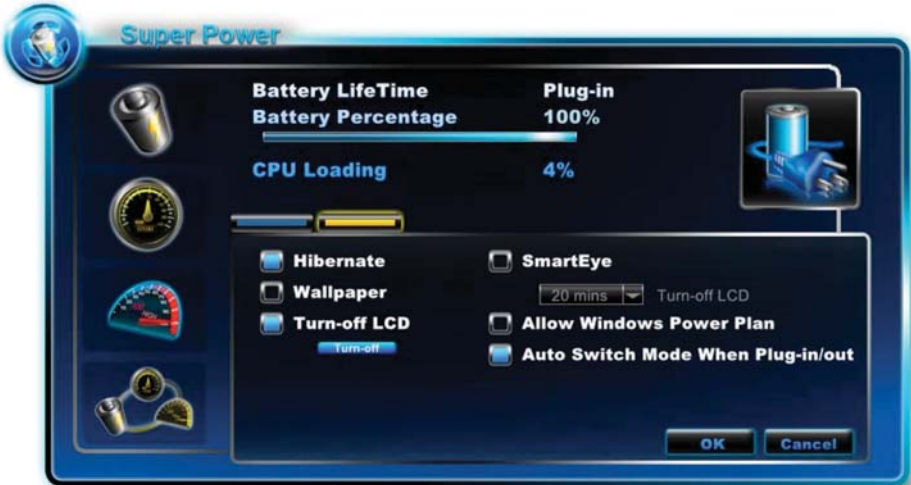 Super Power
Battery LifeTime Plug-in
Battery Percentage 100%
CPU Loading 4%
Hibernate
Wallpaper
Turn-off LCD
Turn-off
SmartEye
20 mins Turn-off LCD
Allow Windows Power Plan
Auto Switch Mode When Plug-in/out
OK Cancel